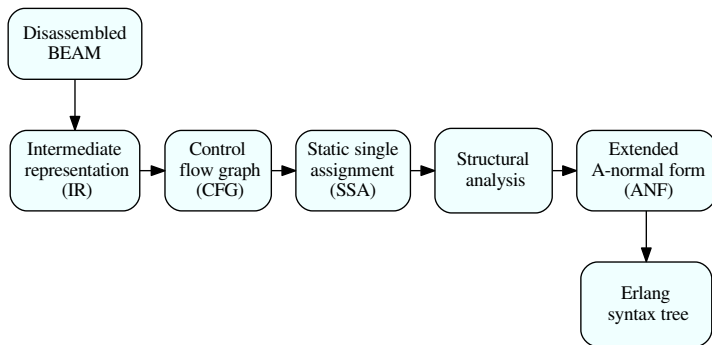 Disassembled
BEAM
Intermediate
representation
(IR)
Control
flow graph
(CFG)
Static single
assignment
(SSA)
Structural
analysis
Extended
A-normal form
(ANF)
Erlang
syntax tree